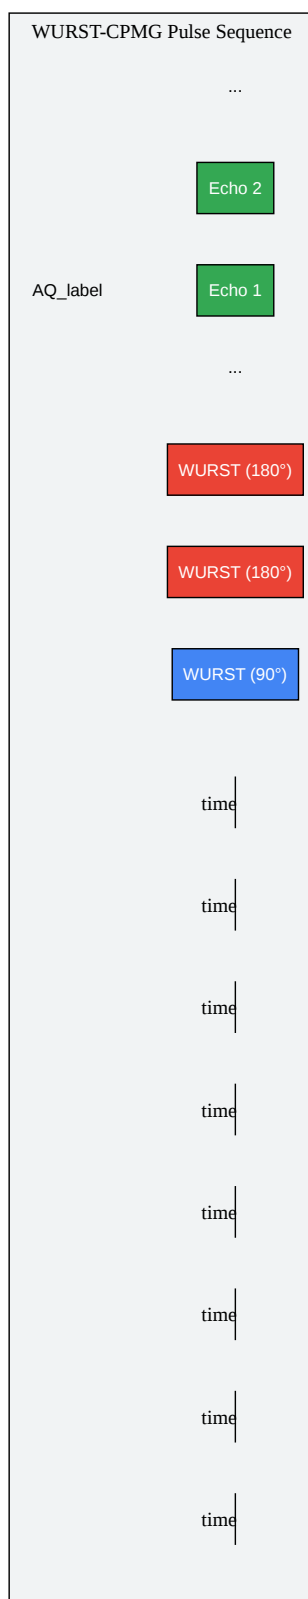 WURST-CPMG Pulse Sequence
...
Echo 2
AQ_label
Echo 1
...
WURST (180°)
WURST (180°)
WURST (90°)
time
time
time
time
time
time
time
time